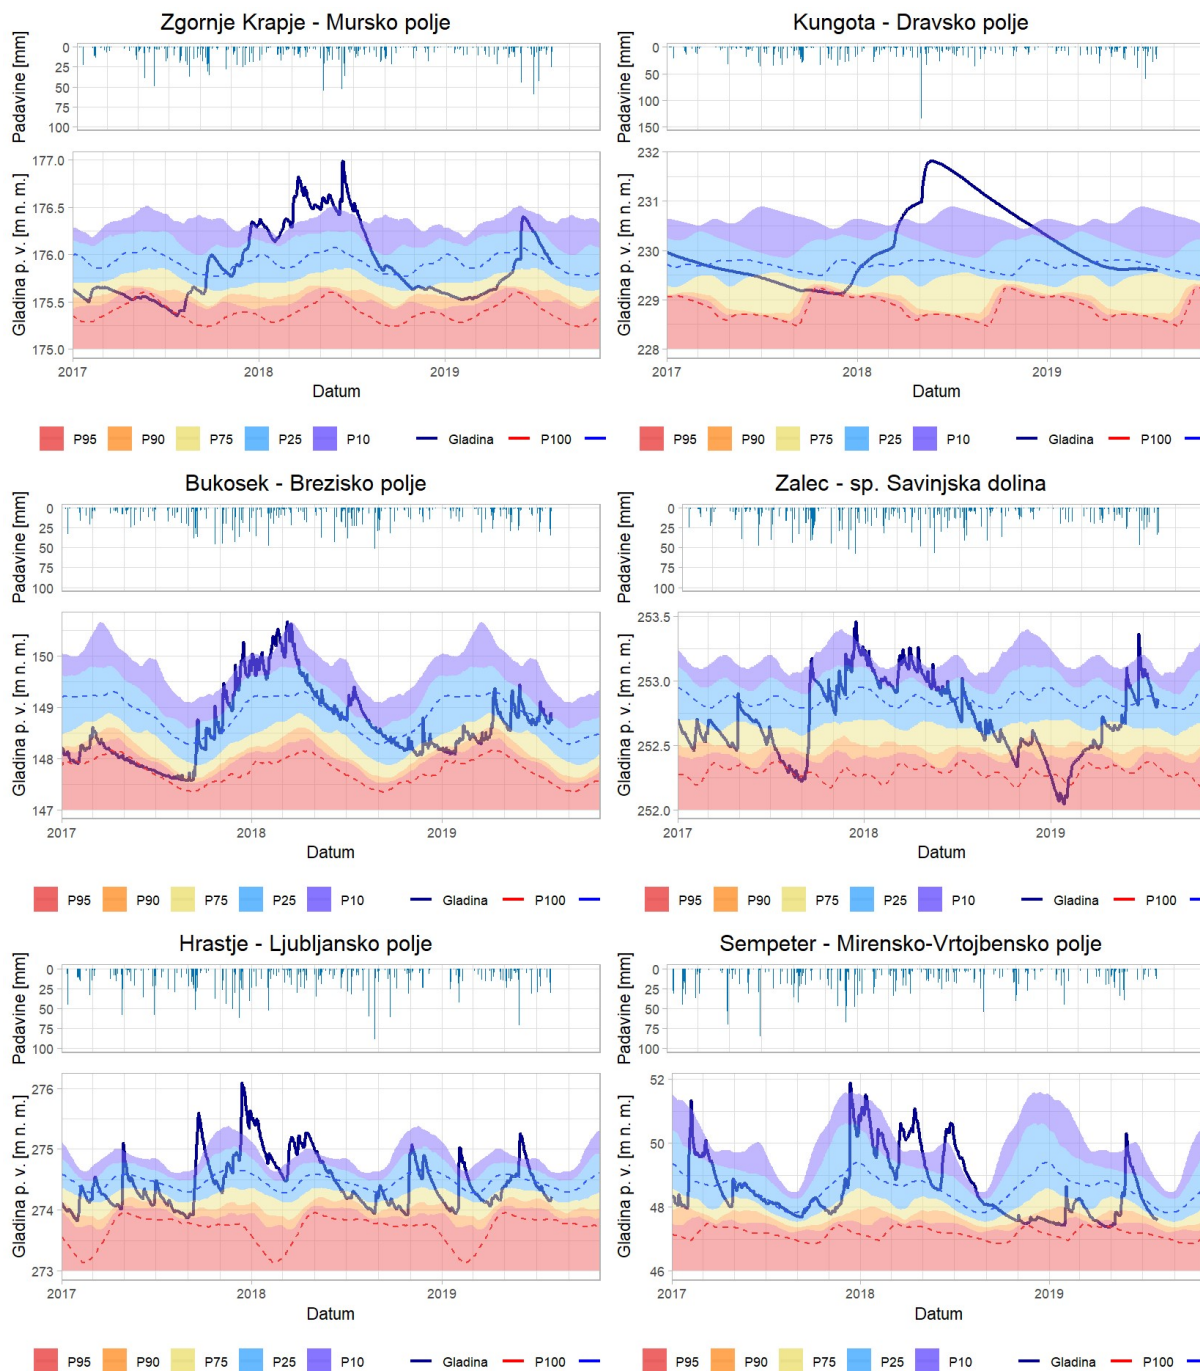 Zgornje Krapje - Mursko polje
Padavine [mm]
0
25
50
75
100
Gladina p. v. [m n. m.]
177.0
176.5
176.0
175.5
175.0
2017 2018 2019
Datum
P95 P90 P75 P25 P10 Gladina P100
Kungota - Dravsko polje
Padavine [mm]
0
50
100
150
Gladina p. v. [m n. m.]
232
231
230
229
228
2017 2018 2019
Datum
P95 P90 P75 P25 P10 Gladina P100
Bukosek - Brezisko polje
Padavine [mm]
0
25
50
75
100
Gladina p. v. [m n. m.]
150
149
148
147
2017 2018 2019
Datum
P95 P90 P75 P25 P10 Gladina P100
Zalec - sp. Savinjska dolina
Padavine [mm]
0
25
50
75
100
Gladina p. v. [m n. m.]
253.5
253.0
252.5
252.0
2017 2018 2019
Datum
P95 P90 P75 P25 P10 Gladina P100
Hrastje - Ljubljansko polje
Padavine [mm]
0
25
50
75
100
Gladina p. v. [m n. m.]
276
275
274
273
2017 2018 2019
Datum
P95 P90 P75 P25 P10 Gladina P100
Sempeter - Mirensko-Vrtojbensko polje
Padavine [mm]
0
25
50
75
100
Gladina p. v. [m n. m.]
52
50
48
46
2017 2018 2019
Datum
P95 P90 P75 P25 P10 Gladina P100